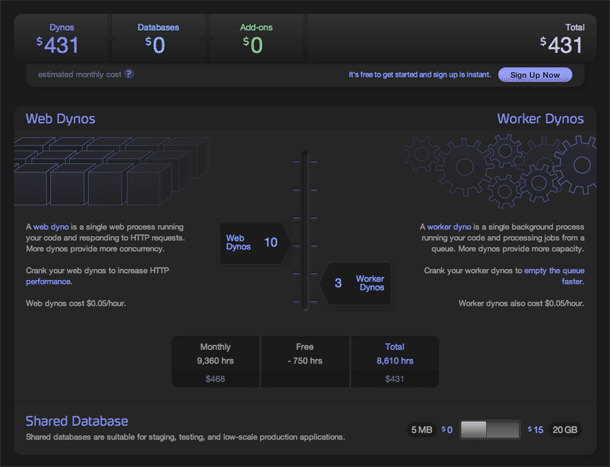 Dynos Databases Add-ons Total
$431 $0 $0 $431
estimated monthly cost ? It's free to get started and sign up is instant. Sign Up Now
Web Dynos
Worker Dynos
A web dyno is a single web process running
your code and responding to HTTP requests.
More dynos provide more concurrency.
Crank your web dynos to increase HTTP
performance.
Web dynos cost $0.05/hour.
Web
Dynos 10
3 Worker
Dynos
A worker dyno is a single background process
running your code and processing jobs from a
queue. More dynos provide more capacity.
Crank your worker dynos to empty the queue
faster.
Worker dynos also cost $0.05/hour.
Monthly Free Total
9,360 hrs - 750 hrs 8,610 hrs
$468 $431
Shared Database
Shared databases are suitable for staging, testing, and low-scale production applications.
5 MB $0 $15 20 GB